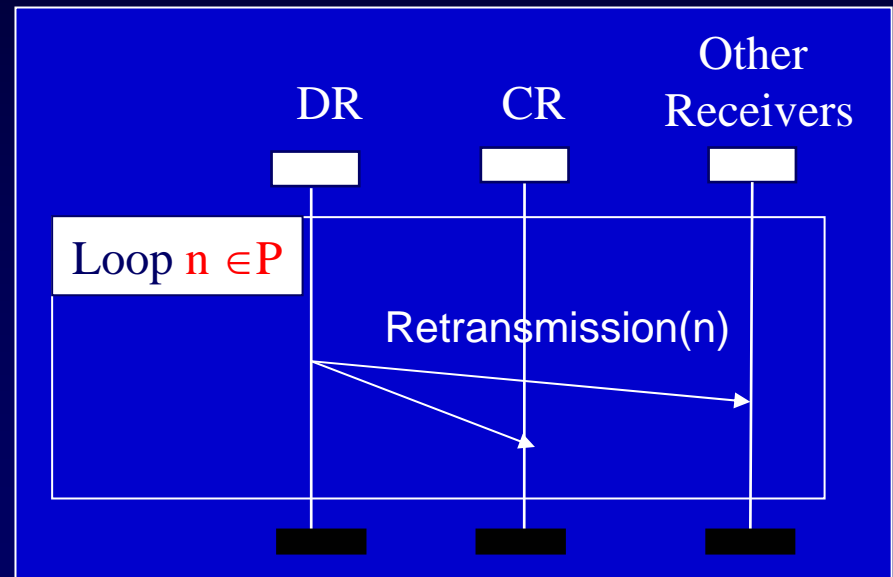 Other
DR CR Receivers
Loop n ∈P
Retransmission(n)